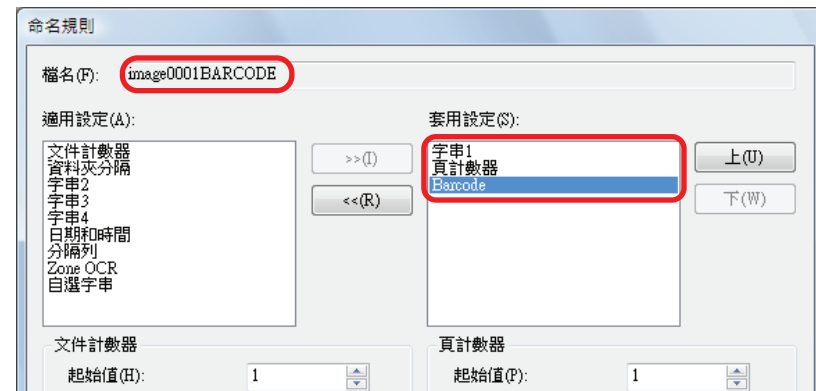 命名規則
檔名(F): image0001BARCODE
適用設定(A):
文件計數器
資料夾分隔
字串2
字串3
字串4
日期和時間
分隔列
Zone OCR
自選字串
>>(I)
<<(R)
套用設定(S):
字串1
頁計數器
Barcode
上(U)
下(W)
文件計數器
起始值(H): 1
頁計數器
起始值(P): 1